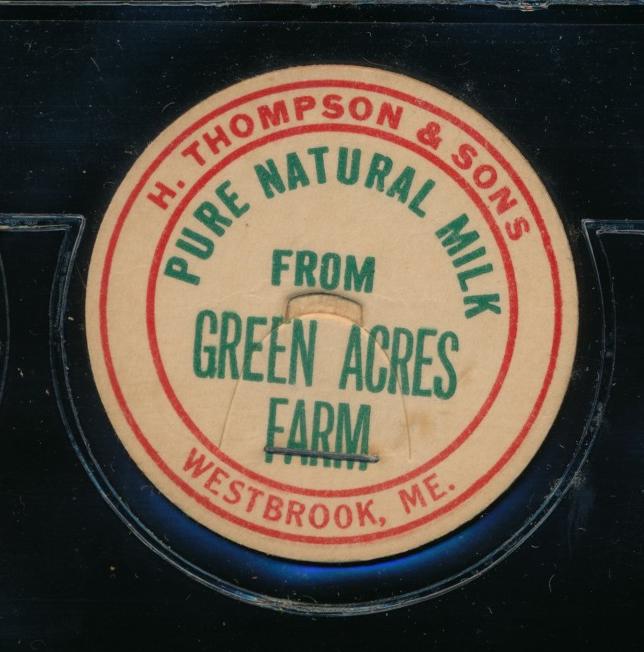 H. THOMPSON & SONS
PURE NATURAL MILK
FROM
GREEN ACRES
FARM
WESTBROOK, ME.